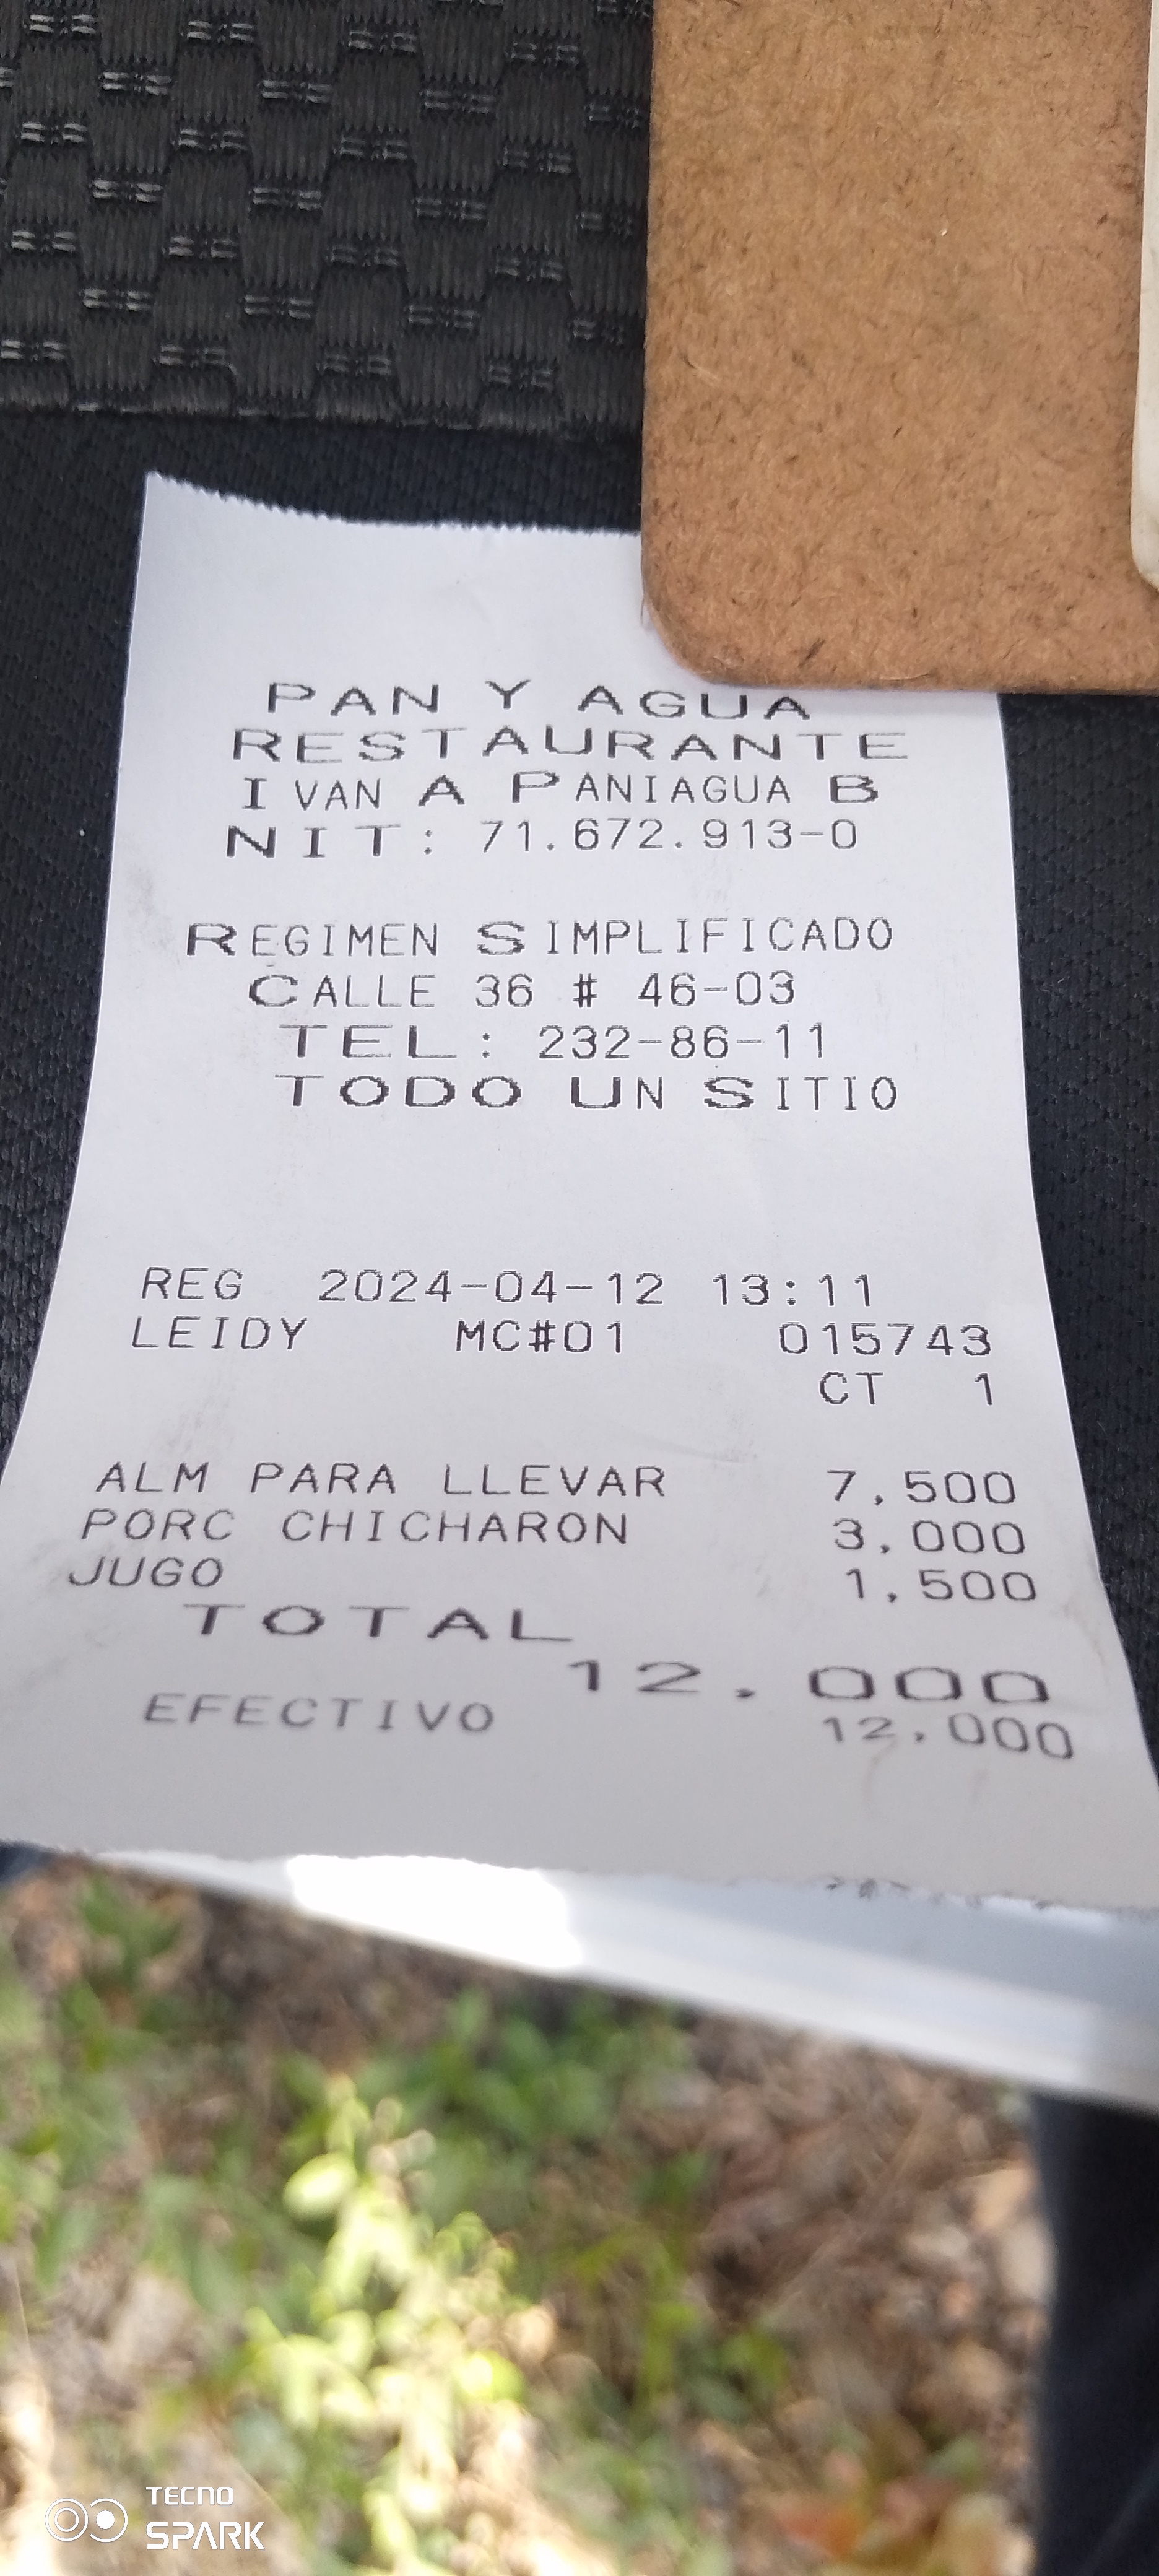 PAN Y AGUA
RESTAURANTE
IVAN A PANIAGUA B
NIT: 71.672.913-0
REGIMEN SIMPLIFICADO
CALLE 36 # 46-03
TEL: 232-86-11
TODO UN SITIO
REG 2024-04-12 13:11
LEIDY MC#01 015743
CT 1
ALM PARA LLEVAR 7,500
PORC CHICHARON 3,000
JUGO 1,500
TOTAL
12.000
EFECTIVO 12.000
TECNO
SPARK